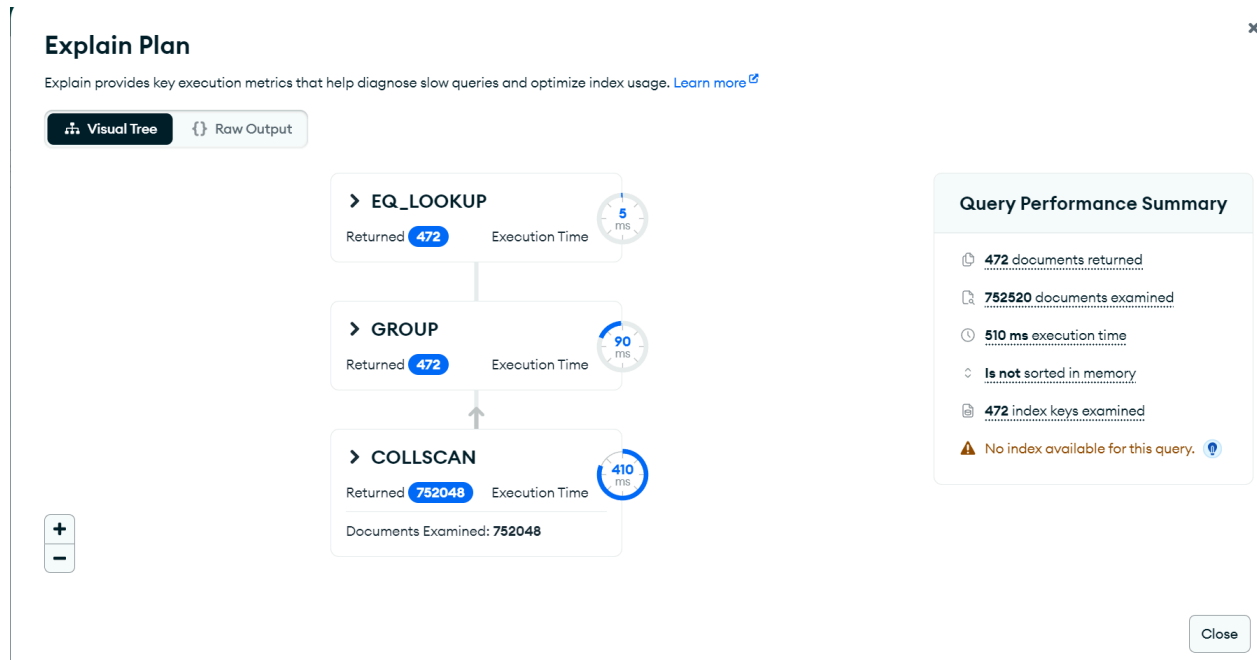 Explain Plan
Explain provides key execution metrics that help diagnose slow queries and optimize index usage. Learn more
Visual Tree
{} Raw Output
EQ_LOOKUP
Returned 472 Execution Time
5
ms
GROUP
Returned 472 Execution Time
90
ms
COLLSCAN
Returned 752048 Execution Time
410
ms
Documents Examined: 752048
Query Performance Summary
472 documents returned
752520 documents examined
510 ms execution time
Is not sorted in memory
472 index keys examined
No index available for this query.
Close